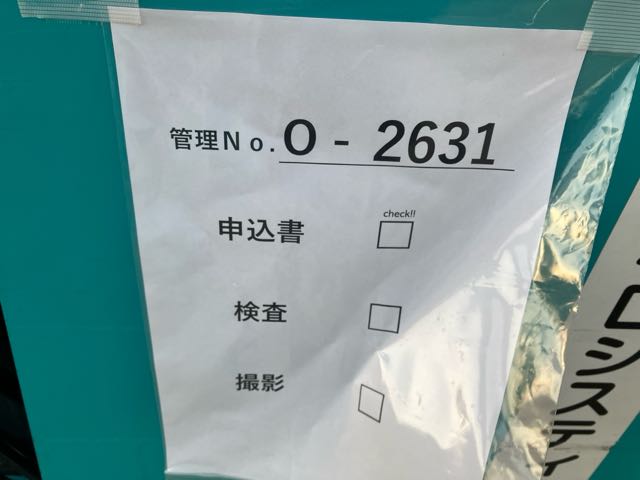 管理No. O - 2631
check!!
申込書 □
検査 □
撮影 □
ロジスティ